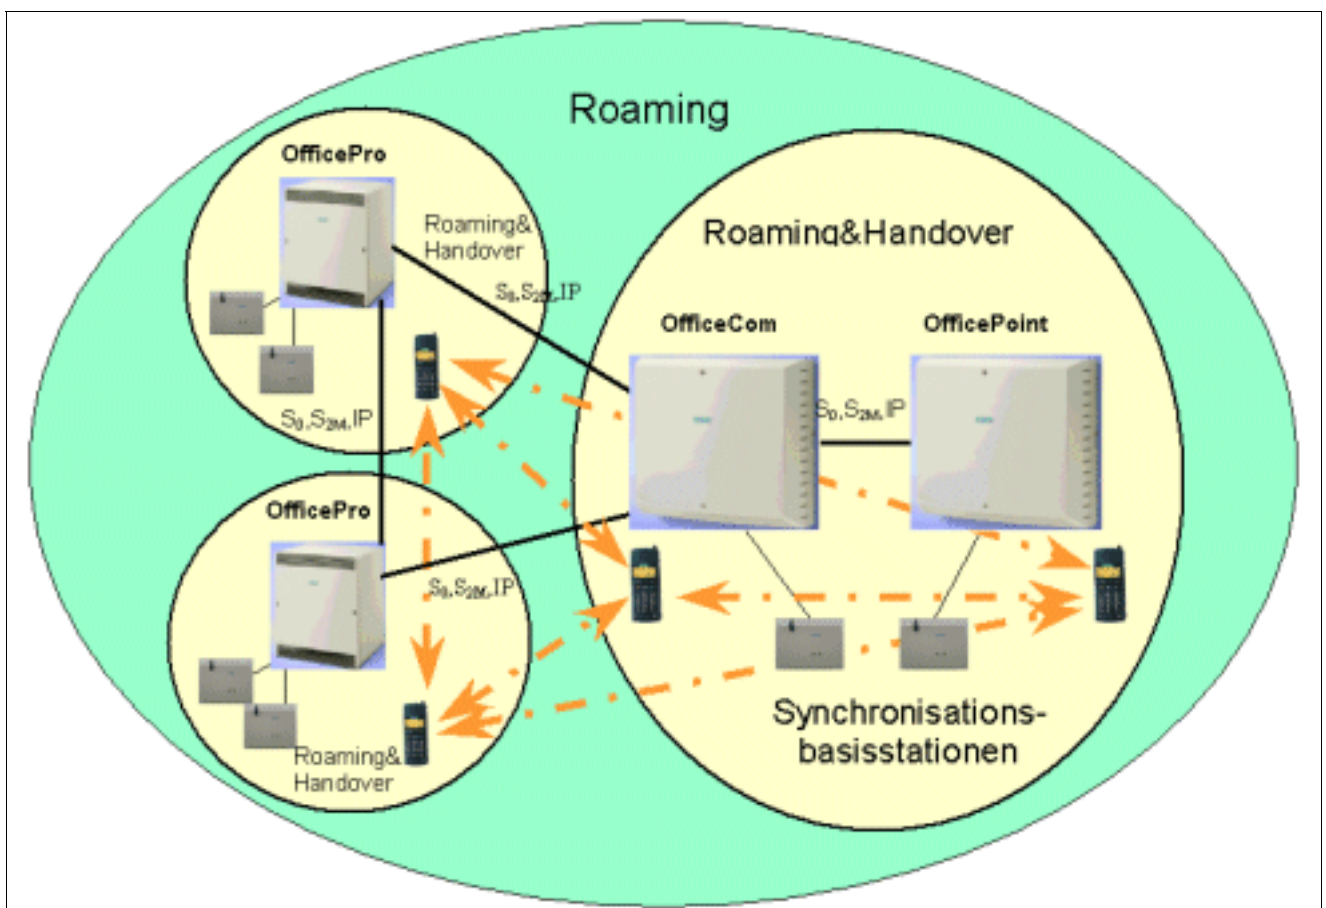 Roaming
OfficePro
Roaming&
Handover
S₀,S₂ₘ,IP
Roaming&Handover
OfficeCom
OfficePoint
S₀,S₂ₘ,IP
S₀,S₂ₘ,IP
OfficePro
S₀,S₂ₘ,IP
Roaming&
Handover
Synchronisations-
basisstationen